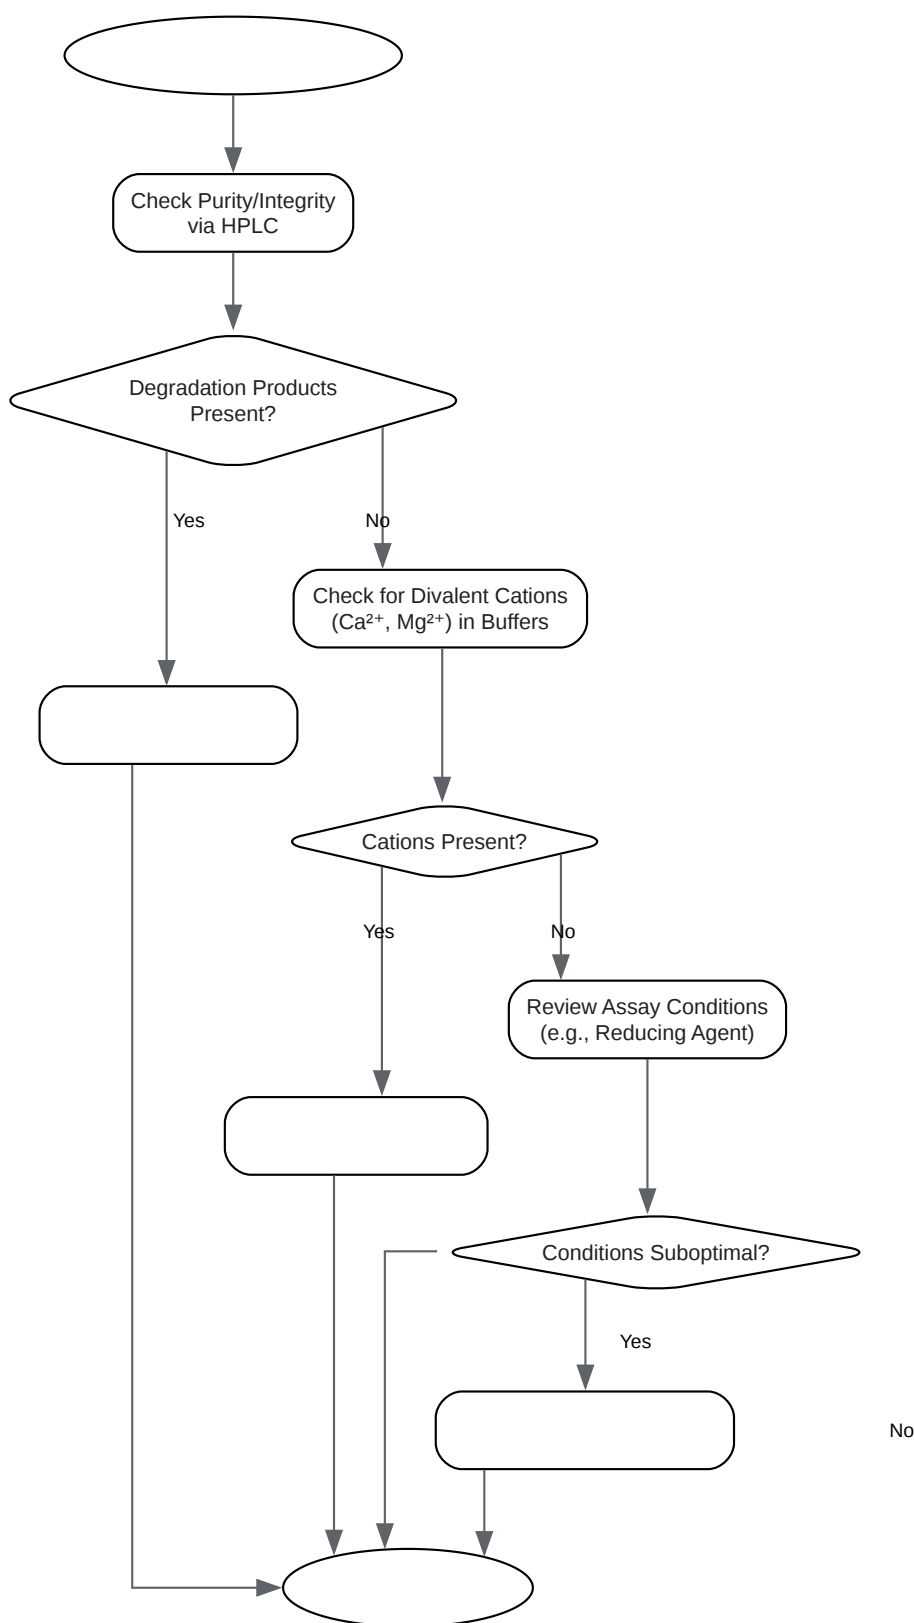 Check Purity/Integrity
via HPLC
Degradation Products
Present?
Yes
No
Check for Divalent Cations
(Ca²⁺, Mg²⁺) in Buffers
Cations Present?
Yes
No
Review Assay Conditions
(e.g., Reducing Agent)
Conditions Suboptimal?
Yes
No